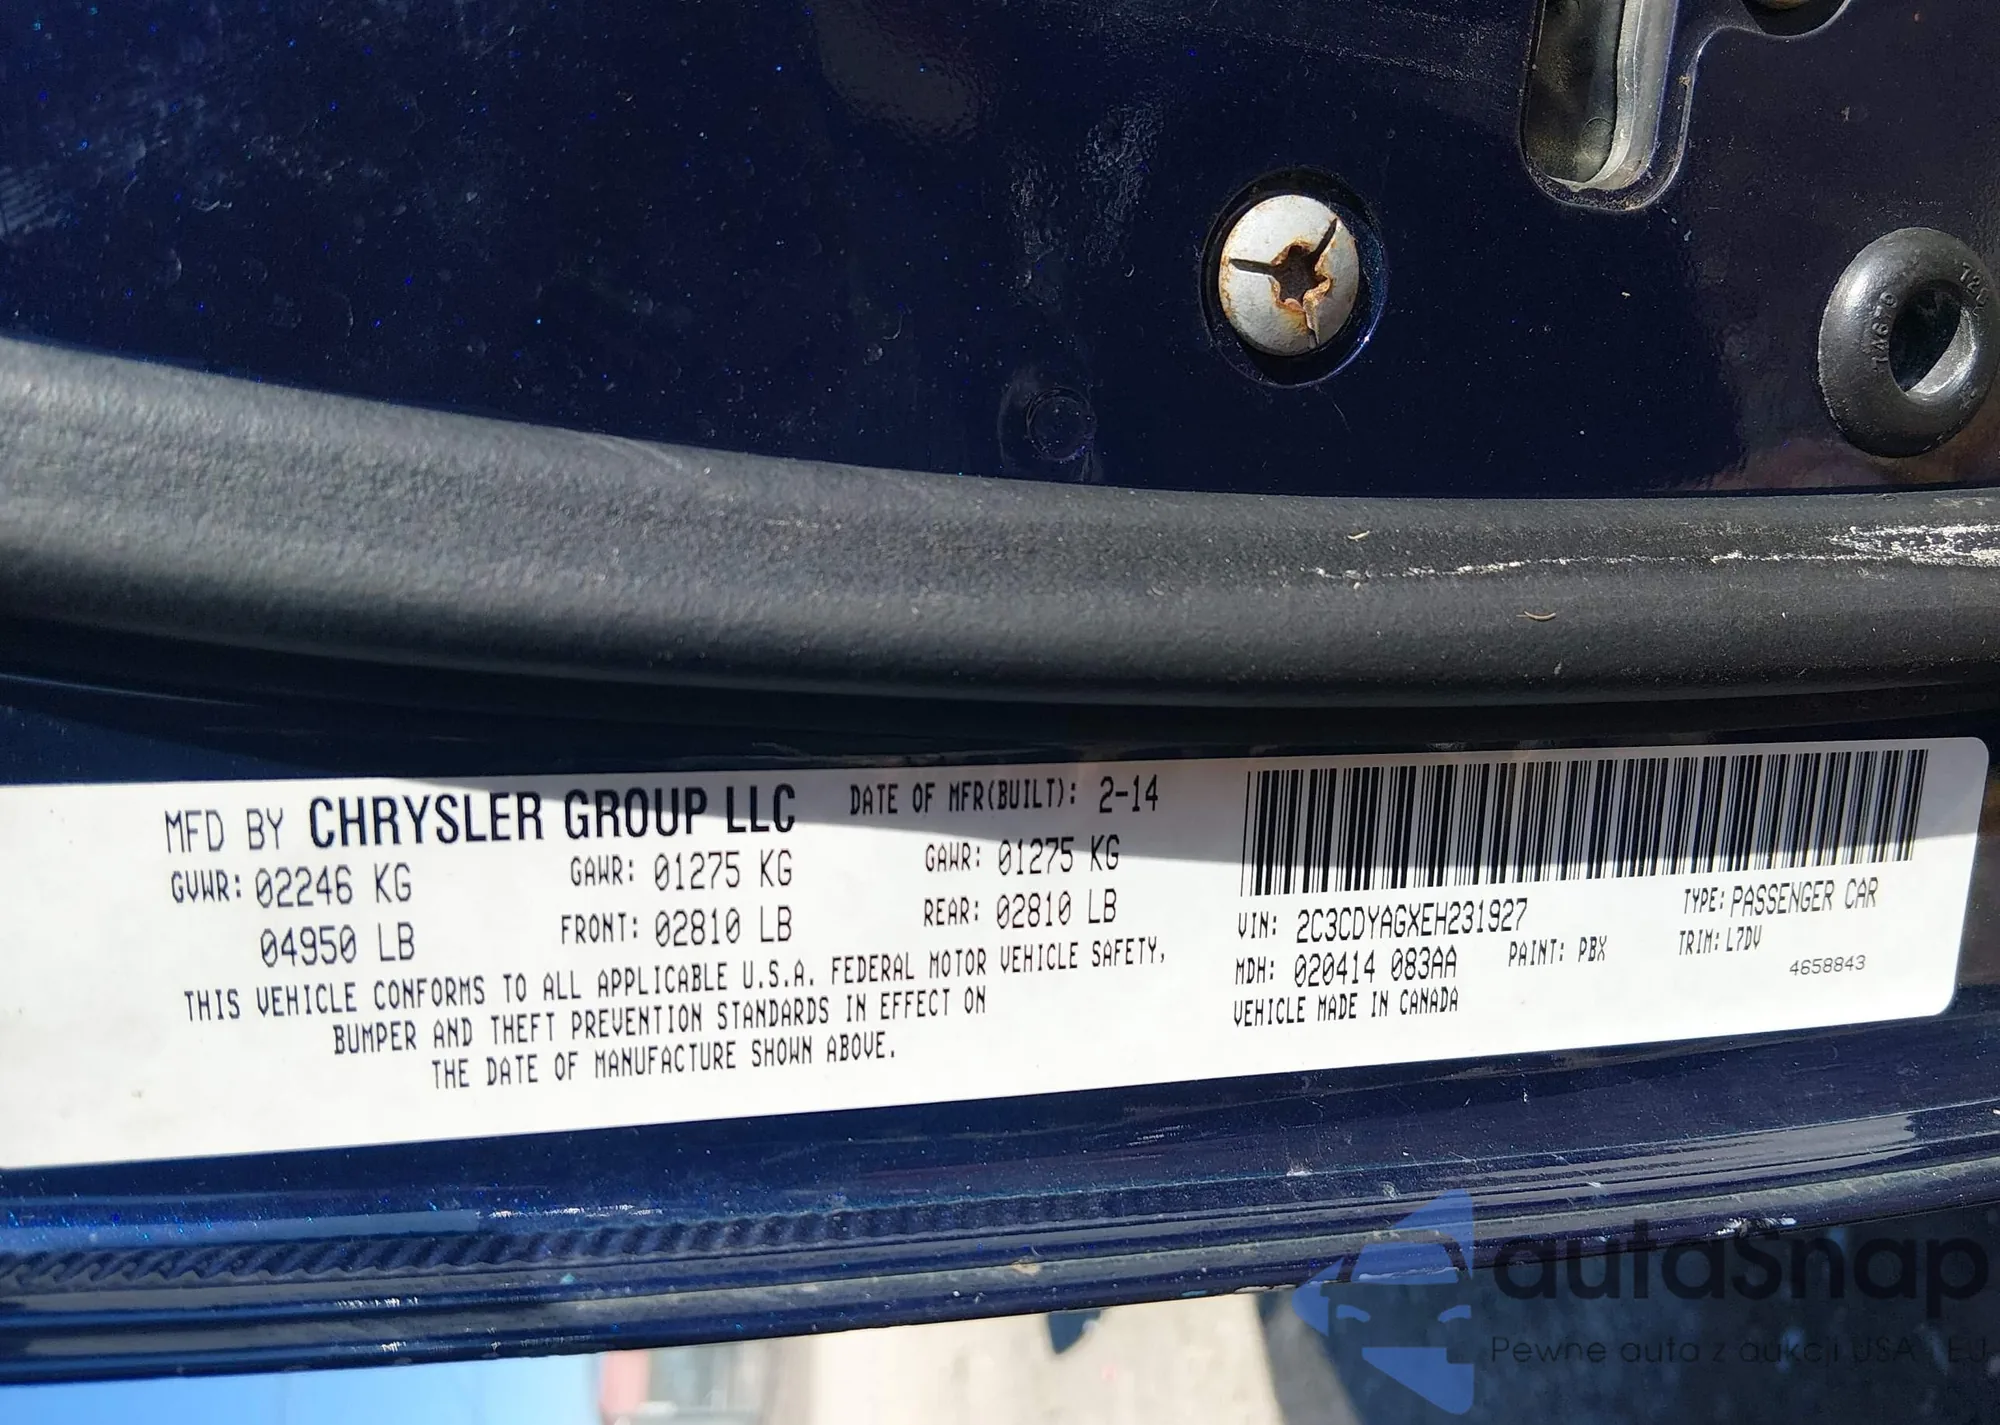 14679 72
MFD BY CHRYSLER GROUP LLC DATE OF MFR(BUILT): 2-14
GVWR: 02246 KG GAWR: 01275 KG GAWR: 01275 KG
04950 LB FRONT: 02810 LB REAR: 02810 LB
THIS VEHICLE CONFORMS TO ALL APPLICABLE U.S.A. FEDERAL MOTOR VEHICLE SAFETY,
BUMPER AND THEFT PREVENTION STANDARDS IN EFFECT ON
THE DATE OF MANUFACTURE SHOWN ABOVE.
VIN: 2C3CDYAGXEH231927 TYPE: PASSENGER CAR
MDH: 020414 083AA PAINT: PBX TRIM: L7DV
VEHICLE MADE IN CANADA 4658843
autoSnap
Pewne auta z aukcji USA EU